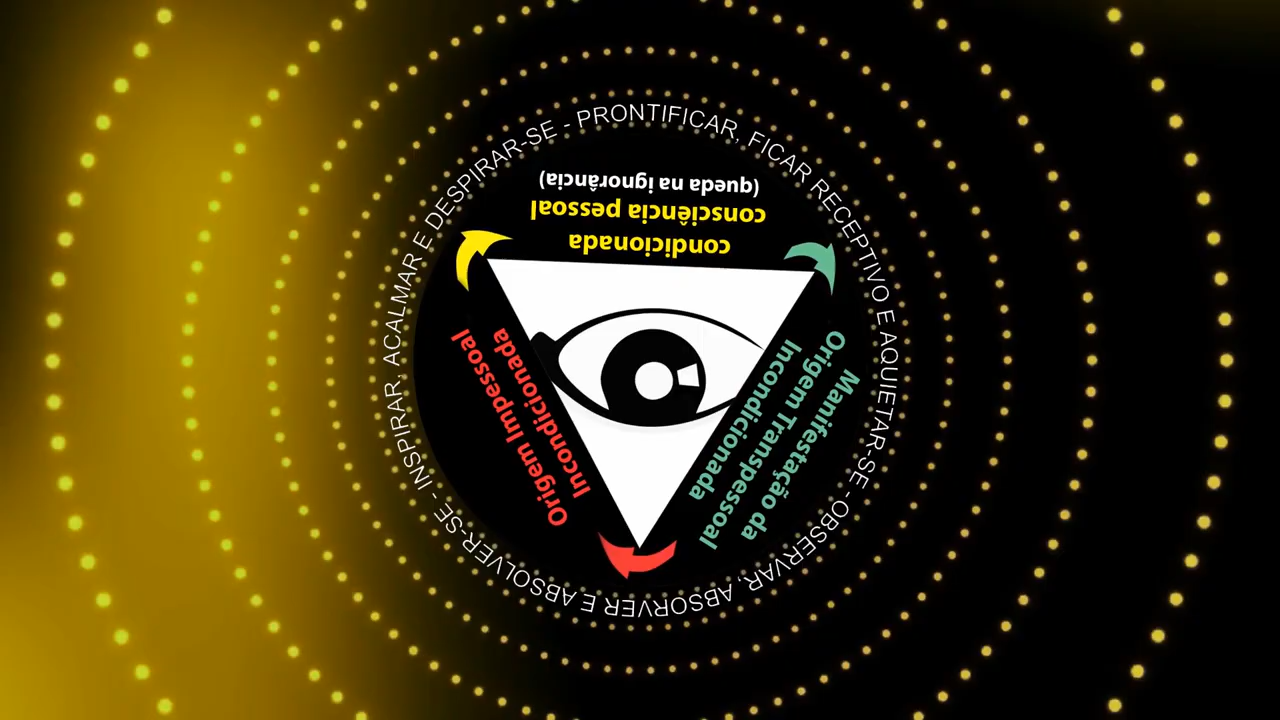 PRONTIFICAR, FICAR RECEPTIVO E AQUIETAR-SE - OBSERVAR, ABSORVER E ABSOLVER-SE - INSPIRAR, ACALMAR E DESPIRAR-SE -
condicionada
consciência pessoal
(queda na ignorância)
Manifestação da
Origem Transpessoal
Incondicionada
Origem Impessoal
Incondicionada